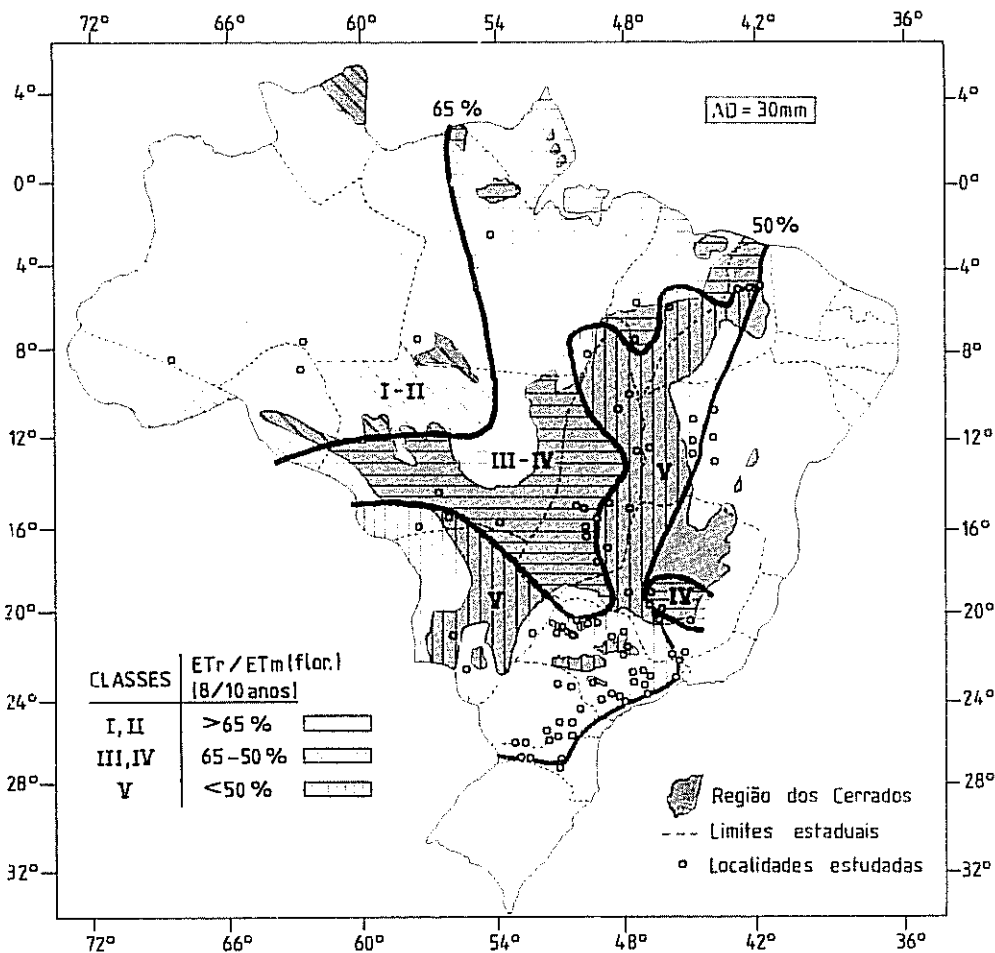 72° 66° 60° 54° 48° 42° 36°
4° 4°
65 %
AD = 30mm
0° 0°
50 %
4° 4°
8° 8°
I-II
12° 12°
III-IV
V
16° 16°
IV
V
20° 20°
CLASSES ETr / ETm (flor.)
(8/10 anos)
24° 24°
I, II >65 %
III, IV 65-50 %
V <50 %
28° 28°
Região dos Cerrados
Limites estaduais
32° Localidades estudadas 32°
72° 66° 60° 54° 48° 42° 36°